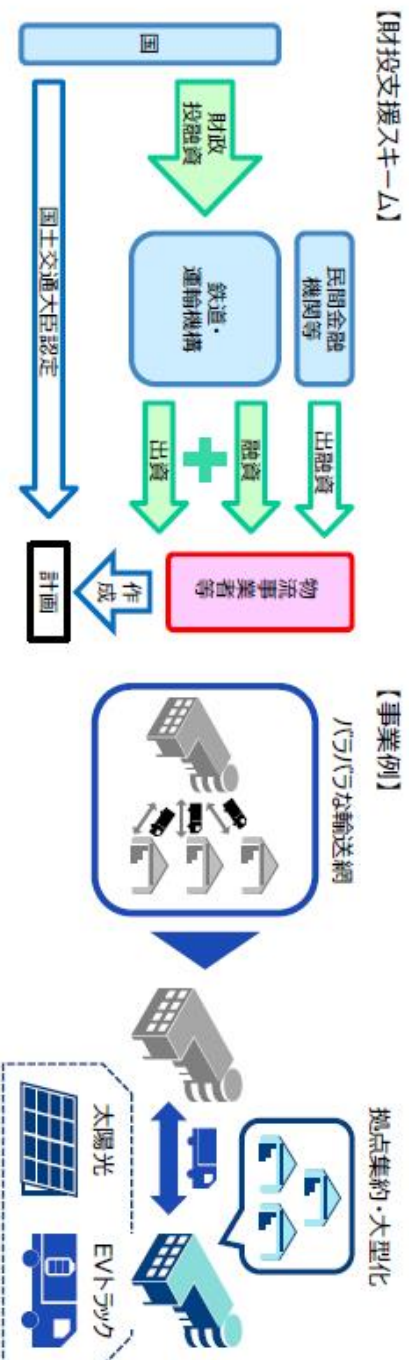 【財投支援スキーム】
国
財政
投融資
国土交通大臣認定
民間金融
機関等
鉄道・
運輸機構
出融資
融資
出資
物流事業者等
作
成
計画
【事業例】
バラバラな輸送網
拠点集約・大型化
太陽光
EVトラック